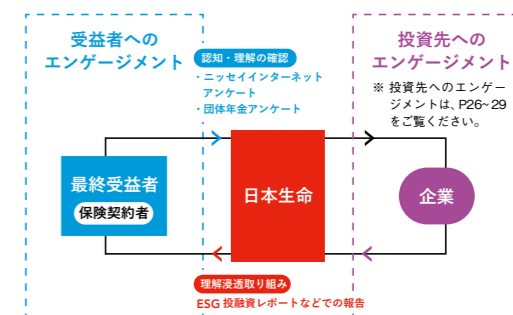 受益者への
エンゲージメント
認知・理解の確認
・ニッセイインターネット
アンケート
・団体年金アンケート
投資先への
エンゲージメント
※ 投資先へのエンゲー
ジメントは、P26~29
をご覧ください。
最終受益者
保険契約者
日本生命
企業
理解浸透取り組み
ESG 投融資レポートなどでの報告